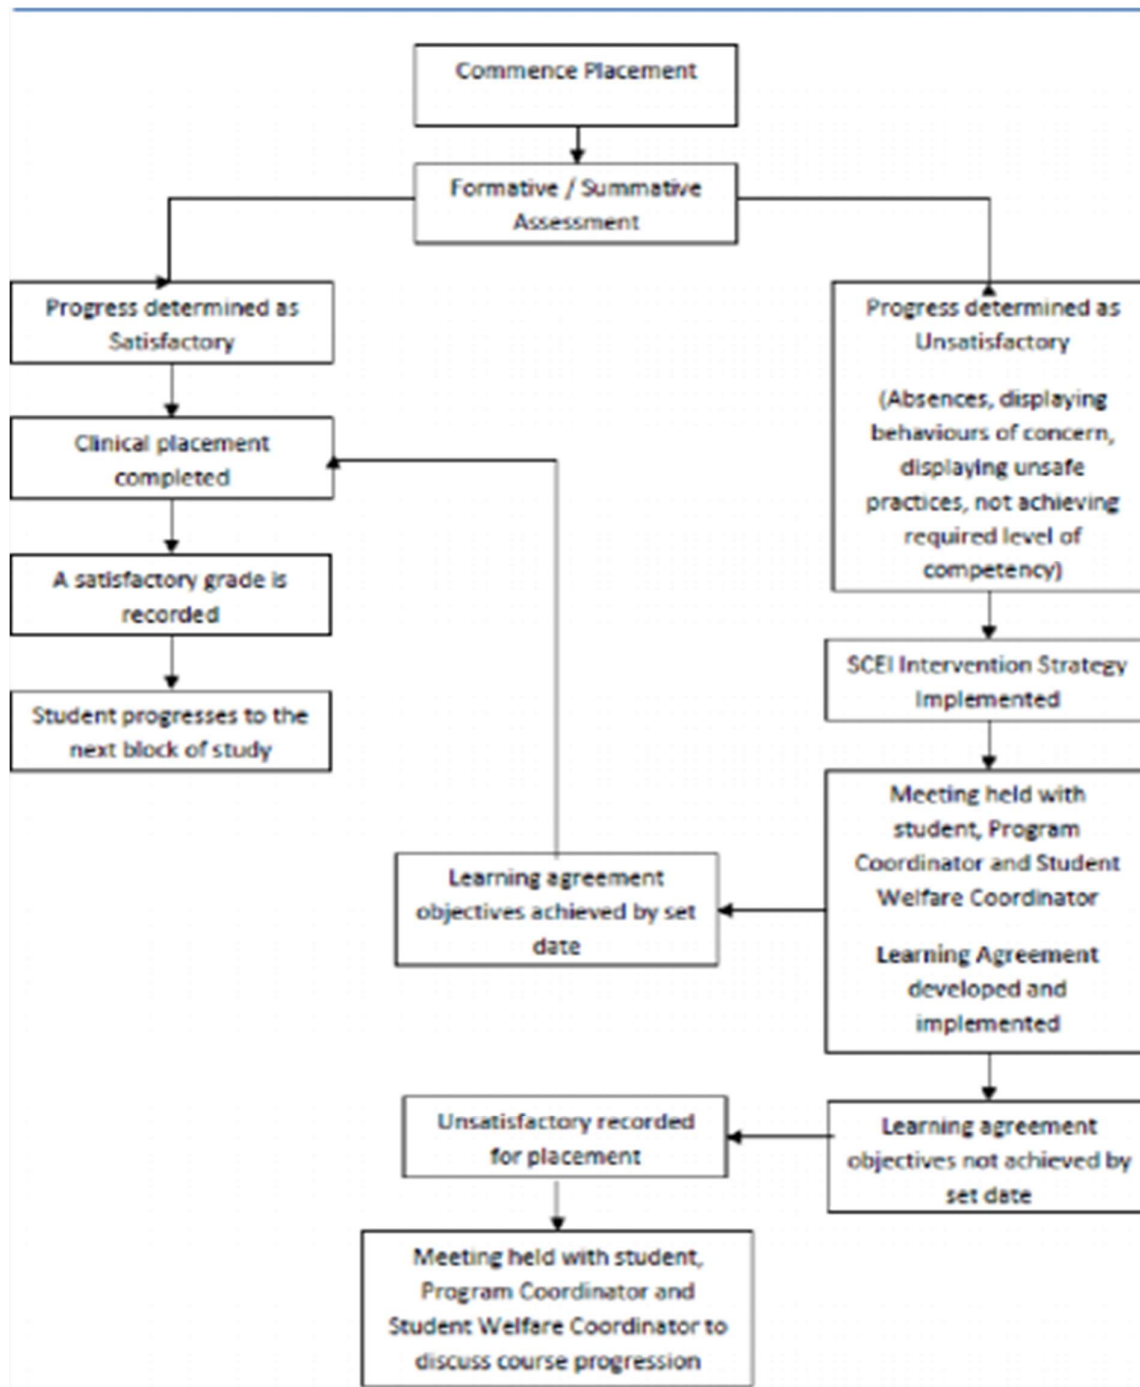 Commence Placement
Formative / Summative
Assessment
Progress determined as
Satisfactory
Clinical placement
completed
A satisfactory grade is
recorded
Student progresses to the
next block of study
Progress determined as
Unsatisfactory
(Absences, displaying
behaviours of concern,
displaying unsafe
practices, not achieving
required level of
competency)
SCEI Intervention Strategy
Implemented
Meeting held with
student, Program
Coordinator and Student
Welfare Coordinator
Learning Agreement
developed and
implemented
Learning agreement
objectives achieved by set
date
Learning agreement
objectives not achieved by
set date
Unsatisfactory recorded
for placement
Meeting held with student,
Program Coordinator and
Student Welfare Coordinator to
discuss course progression